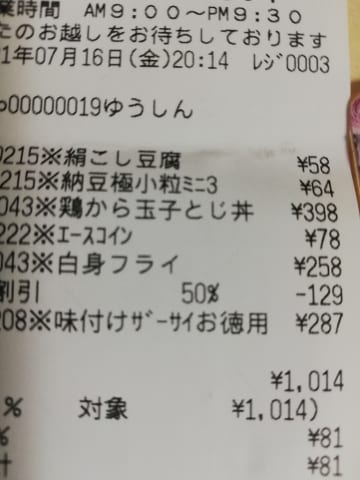 業時間 AM9:00~PM9:30
たのお越しをお待ちしております
21年07月16日(金)20:14 ﾚｼﾞ0003
00000019ゆうしん
0215※絹こし豆腐 ¥58
215※納豆極小粒ﾐﾆ3 ¥64
043※鶏から玉子とじ丼 ¥398
222※ｴｰｽｺｲﾝ ¥78
043※白身フライ ¥258
割引 50% -129
208※味付けｻﾞｰｻｲお徳用 ¥287
¥1,014
% 対象 ¥1,014)
% ¥81
計 ¥81